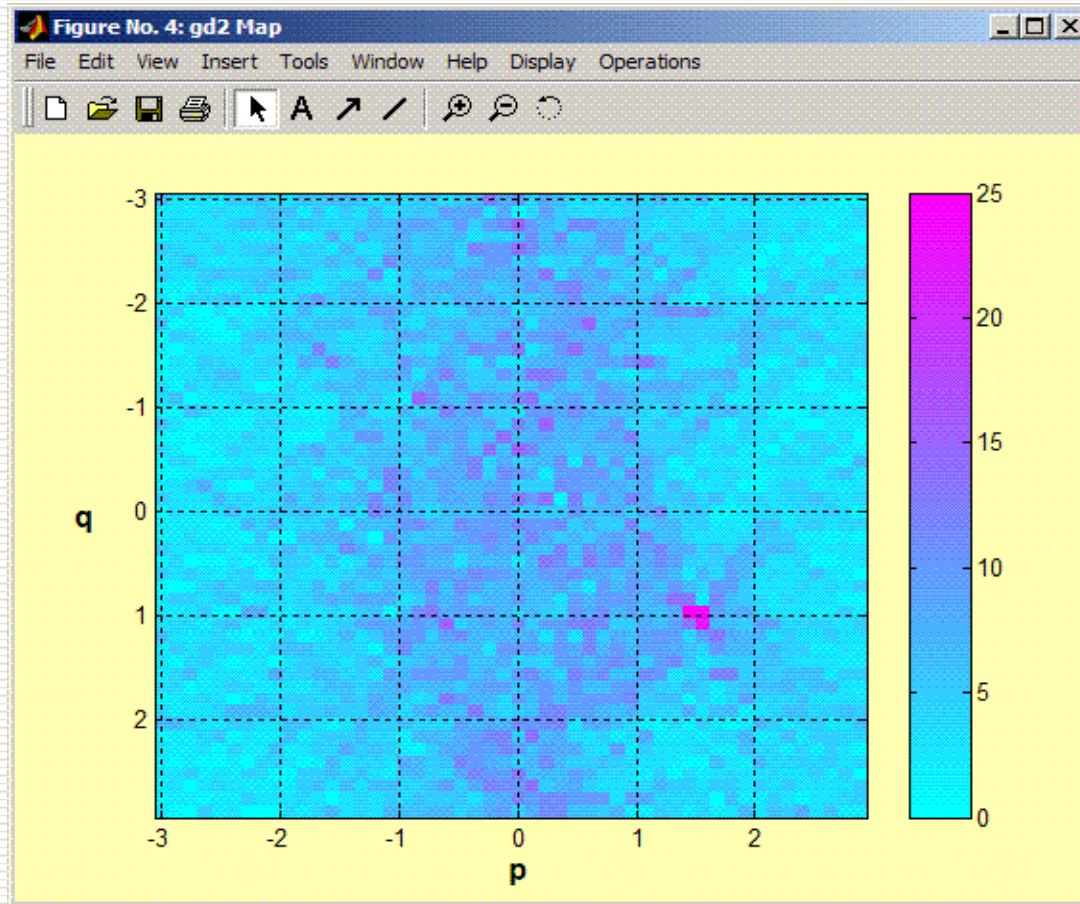 Figure No. 4: gd2 Map
File Edit View Insert Tools Window Help Display Operations
A
-3
-2
-1
0
1
2
q
-3 -2 -1 0 1 2
p
25
20
15
10
5
0